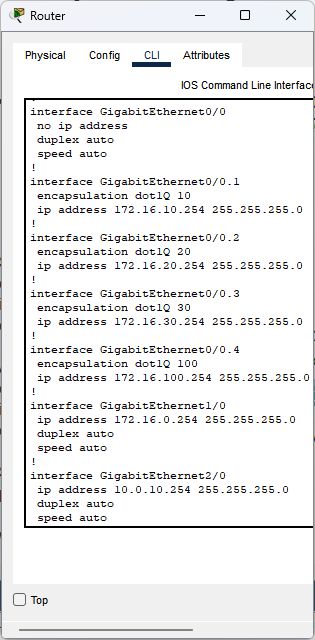 Router
Physical Config CLI Attributes
IOS Command Line Interface
!
interface GigabitEthernet0/0
 no ip address
 duplex auto
 speed auto
!
interface GigabitEthernet0/0.1
 encapsulation dot1Q 10
 ip address 172.16.10.254 255.255.255.0
!
interface GigabitEthernet0/0.2
 encapsulation dot1Q 20
 ip address 172.16.20.254 255.255.255.0
!
interface GigabitEthernet0/0.3
 encapsulation dot1Q 30
 ip address 172.16.30.254 255.255.255.0
!
interface GigabitEthernet0/0.4
 encapsulation dot1Q 100
 ip address 172.16.100.254 255.255.255.0
!
interface GigabitEthernet1/0
 ip address 172.16.0.254 255.255.255.0
 duplex auto
 speed auto
!
interface GigabitEthernet2/0
 ip address 10.0.10.254 255.255.255.0
 duplex auto
 speed auto
Top